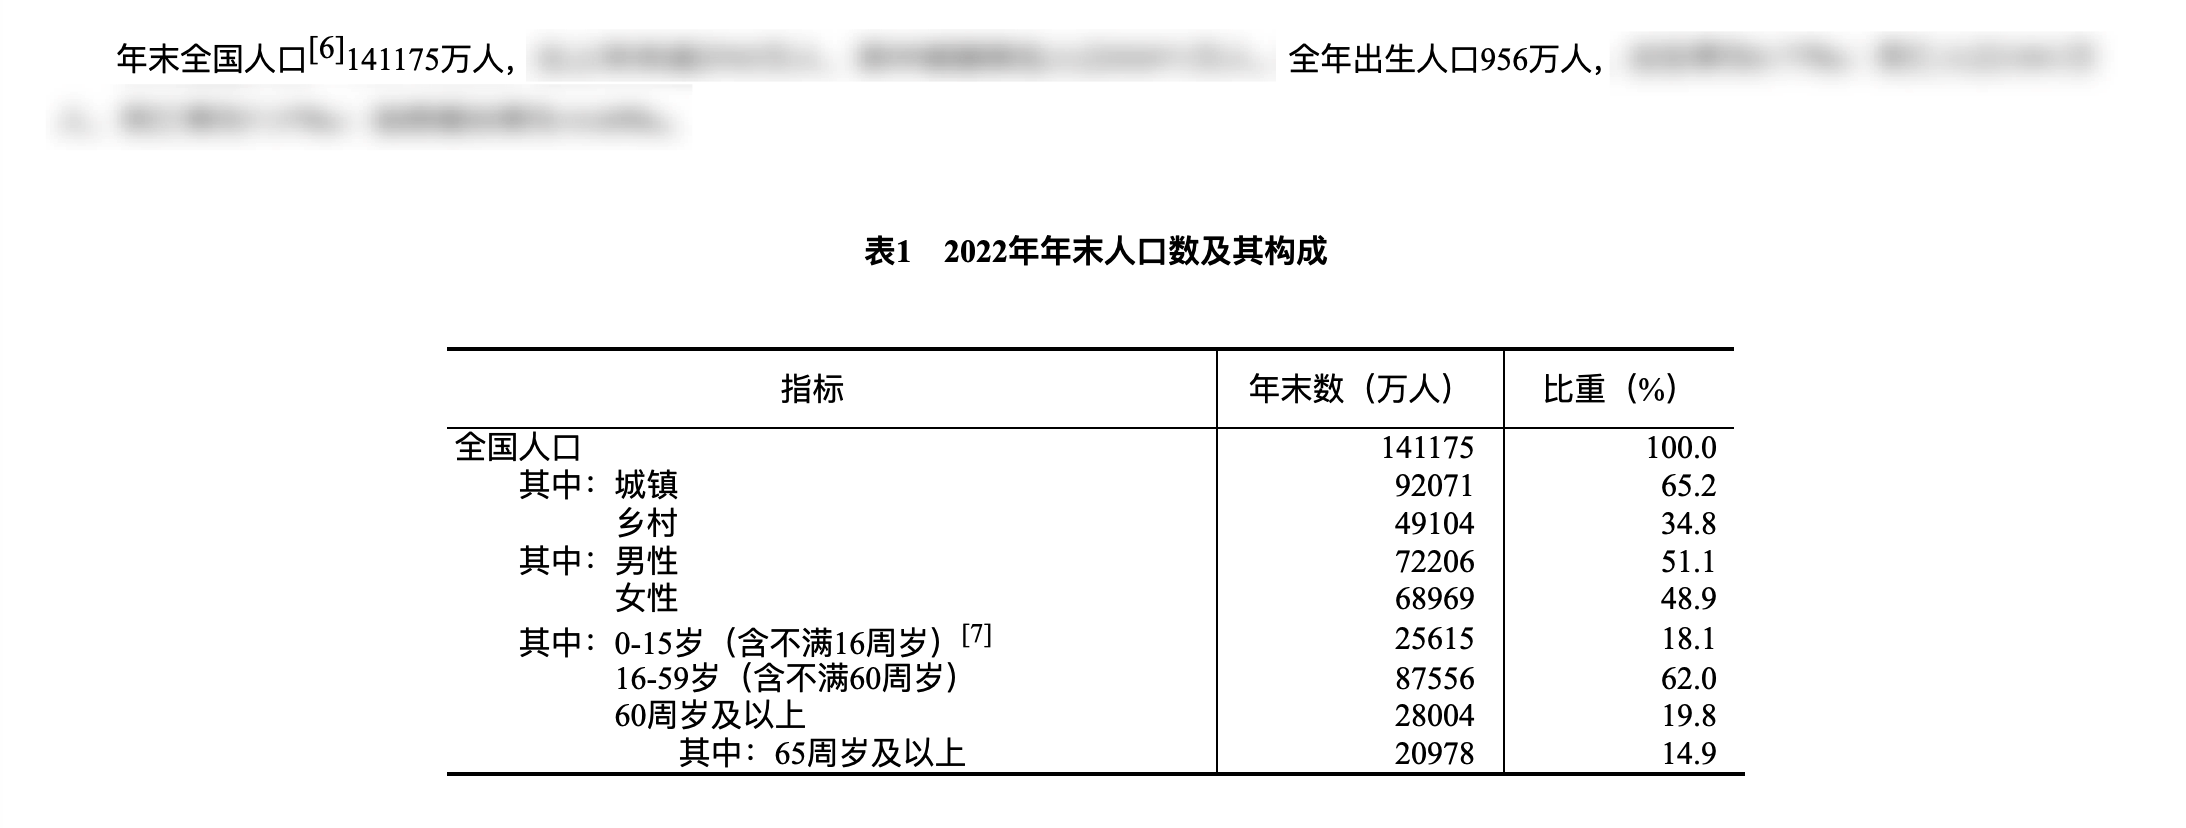 年末全国人口[6]141175万人， 全年出生人口956万人，
表1 2022年年末人口数及其构成
指标 年末数（万人） 比重（%）
全国人口 141175 100.0
其中：城镇 92071 65.2
乡村 49104 34.8
其中：男性 72206 51.1
女性 68969 48.9
其中：0-15岁（含不满16周岁）[7] 25615 18.1
16-59岁（含不满60周岁） 87556 62.0
60周岁及以上 28004 19.8
其中：65周岁及以上 20978 14.9